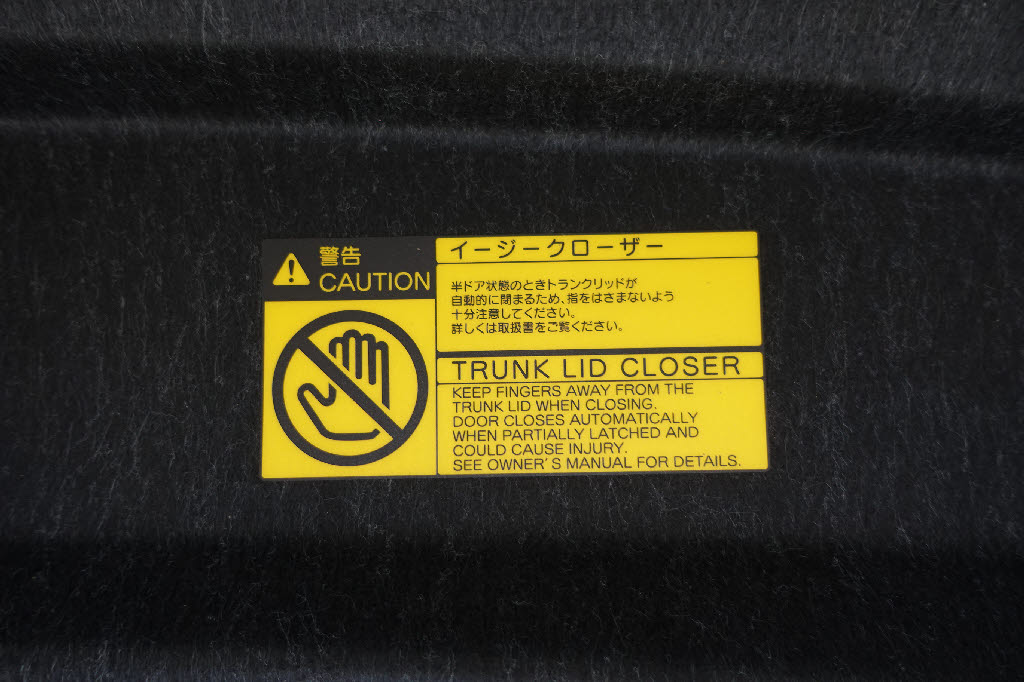 警告
CAUTION
イージークローザー
半ドア状態のときトランクリッドが
自動的に閉まるため、指をはさまないよう
十分注意してください。
詳しくは取扱書をご覧ください。
TRUNK LID CLOSER
KEEP FINGERS AWAY FROM THE
TRUNK LID WHEN CLOSING.
DOOR CLOSES AUTOMATICALLY
WHEN PARTIALLY LATCHED AND
COULD CAUSE INJURY.
SEE OWNER'S MANUAL FOR DETAILS.